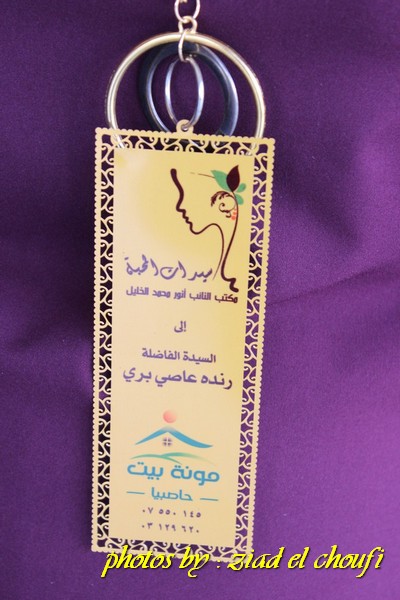 سيدات المحبة
مكتب النائب أنور محمد الخليل
إلى
السيدة الفاضلة
رنده عاصي بري
مونة بيت
- حاصبيا -
٠٧ ٥٥٠ ١٤٥
٠٣ ١٢٩ ٦٢٠
photos by : ziad el choufi